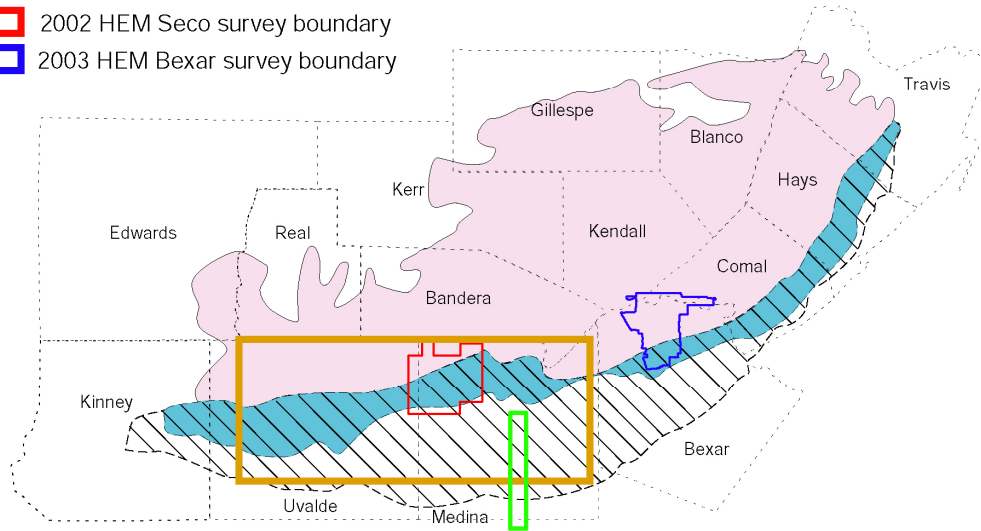 2002 HEM Seco survey boundary
2003 HEM Bexar survey boundary
Travis
Gillespe
Blanco
Hays
Kerr
Edwards
Real
Kendall
Comal
Bandera
Kinney
Bexar
Uvalde
Medina